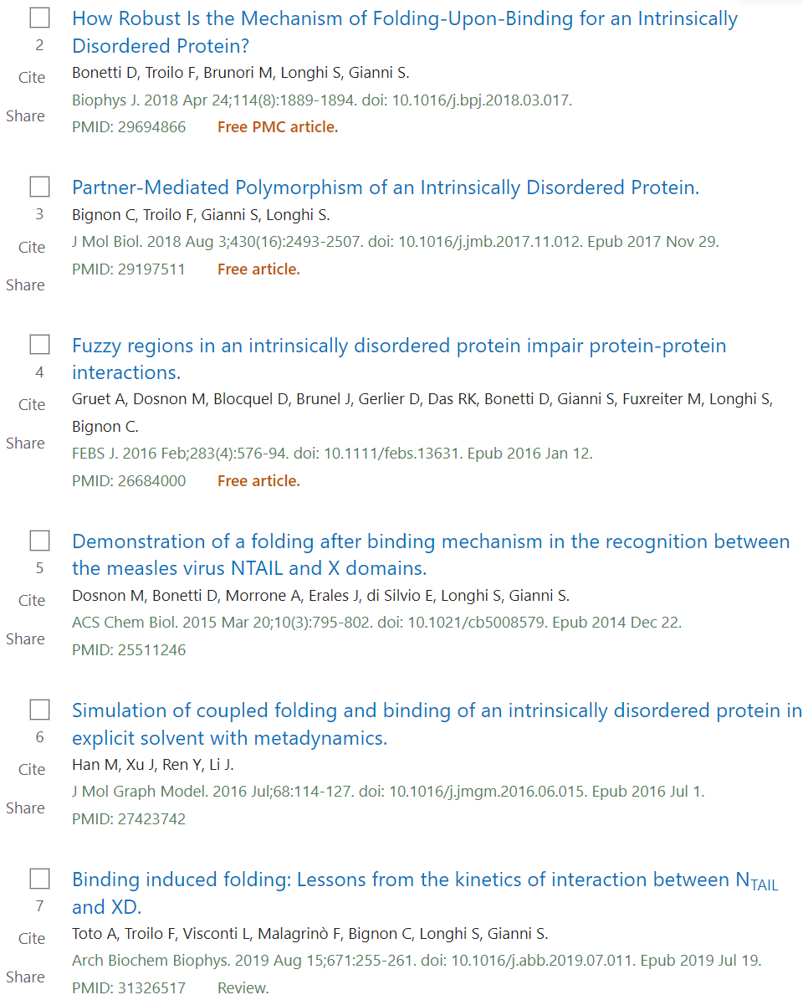 How Robust Is the Mechanism of Folding-Upon-Binding for an Intrinsically
2
Disordered Protein?
Cite
Bonetti D, Troilo F, Brunori M, Longhi S, Gianni S.
Biophys J. 2018 Apr 24;114(8):1889-1894. doi: 10.1016/j.bpj.2018.03.017.
Share
PMID: 29694866 Free PMC article.
Partner-Mediated Polymorphism of an Intrinsically Disordered Protein.
3
Bignon C, Troilo F, Gianni S, Longhi S.
Cite
J Mol Biol. 2018 Aug 3;430(16):2493-2507. doi: 10.1016/j.jmb.2017.11.012. Epub 2017 Nov 29.
PMID: 29197511 Free article.
Share
Fuzzy regions in an intrinsically disordered protein impair protein-protein
4
interactions.
Cite
Gruet A, Dosnon M, Blocquel D, Brunel J, Gerlier D, Das RK, Bonetti D, Gianni S, Fuxreiter M, Longhi S,
Bignon C.
Share
FEBS J. 2016 Feb;283(4):576-94. doi: 10.1111/febs.13631. Epub 2016 Jan 12.
PMID: 26684000 Free article.
Demonstration of a folding after binding mechanism in the recognition between
5
the measles virus NTAIL and X domains.
Cite
Dosnon M, Bonetti D, Morrone A, Erales J, di Silvio E, Longhi S, Gianni S.
ACS Chem Biol. 2015 Mar 20;10(3):795-802. doi: 10.1021/cb5008579. Epub 2014 Dec 22.
Share
PMID: 25511246
Simulation of coupled folding and binding of an intrinsically disordered protein in
6
explicit solvent with metadynamics.
Cite
Han M, Xu J, Ren Y, Li J.
J Mol Graph Model. 2016 Jul;68:114-127. doi: 10.1016/j.jmgm.2016.06.015. Epub 2016 Jul 1.
Share
PMID: 27423742
Binding induced folding: Lessons from the kinetics of interaction between NTAIL
7
and XD.
Cite
Toto A, Troilo F, Visconti L, Malagrinò F, Bignon C, Longhi S, Gianni S.
Arch Biochem Biophys. 2019 Aug 15;671:255-261. doi: 10.1016/j.abb.2019.07.011. Epub 2019 Jul 19.
Share
PMID: 31326517 Review.